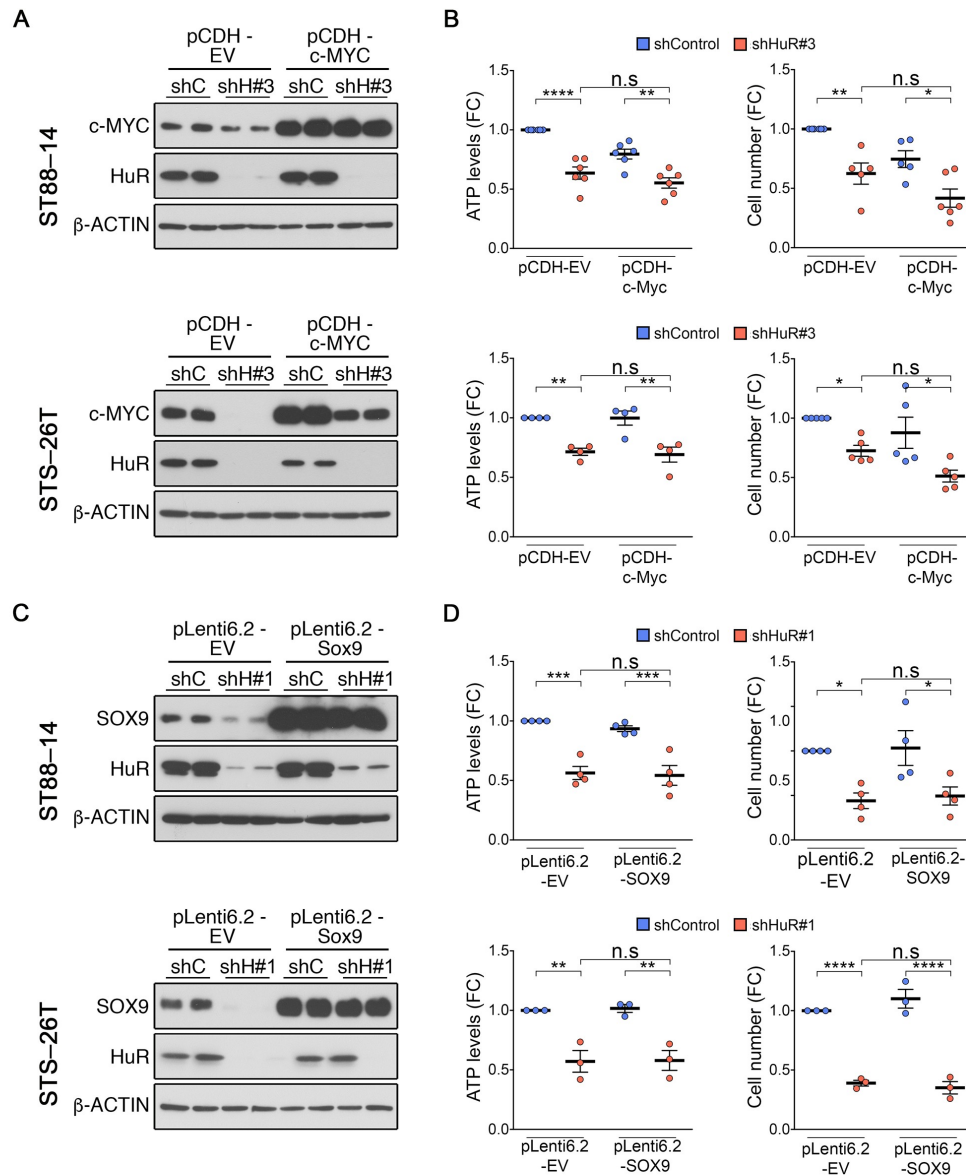 A
pCDH - pCDH -
EV c-MYC
shC shH#3 shC shH#3
ST88–14
c-MYC
HuR
β-ACTIN
pCDH - pCDH -
EV c-MYC
shC shH#3 shC shH#3
STS–26T
c-MYC
HuR
β-ACTIN
B
shControl shHuR#3
ATP levels (FC)
1.5
1.0
0.5
0.0
n.s
**** **
pCDH-EV pCDH-
c-Myc
Cell number (FC)
1.5
1.0
0.5
0.0
n.s
** *
pCDH-EV pCDH-
c-Myc
shControl shHuR#3
ATP levels (FC)
1.5
1.0
0.5
0.0
n.s
** **
pCDH-EV pCDH-
c-Myc
Cell number (FC)
1.5
1.0
0.5
0.0
n.s
* *
pCDH-EV pCDH-
c-Myc
C
pLenti6.2 - pLenti6.2 -
EV Sox9
shC shH#1 shC shH#1
ST88–14
SOX9
HuR
β-ACTIN
pLenti6.2 - pLenti6.2 -
EV Sox9
shC shH#1 shC shH#1
STS–26T
SOX9
HuR
β-ACTIN
D
shControl shHuR#1
ATP levels (FC)
1.5
1.0
0.5
0.0
n.s
*** ***
pLenti6.2 pLenti6.2
-EV -SOX9
Cell number (FC)
1.5
1.0
0.5
0.0
n.s
* *
pLenti6.2 pLenti6.2-
-EV SOX9
shControl shHuR#1
ATP levels (FC)
1.5
1.0
0.5
0.0
n.s
** **
pLenti6.2 pLenti6.2
-EV -SOX9
Cell number (FC)
1.5
1.0
0.5
0.0
n.s
**** ****
pLenti6.2 pLenti6.2
-EV -SOX9